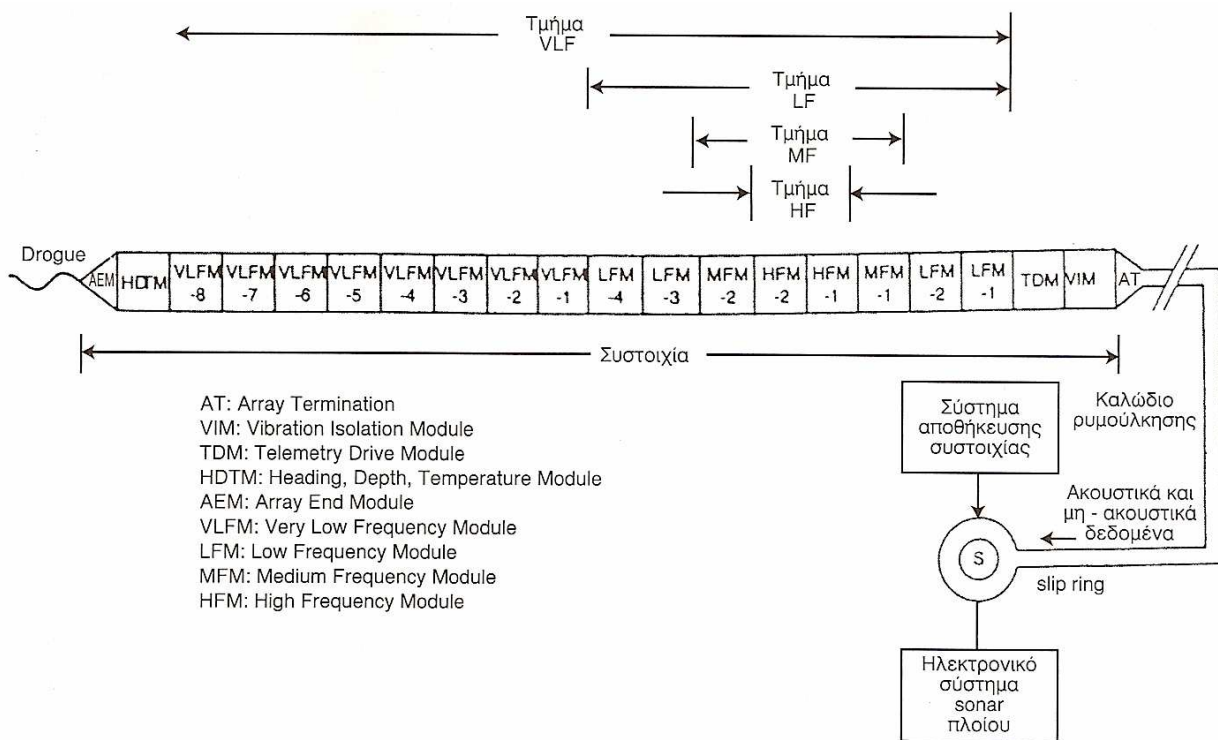 Τμήμα
VLF
Τμήμα
LF
Τμήμα
MF
Τμήμα
HF
Drogue
AEM
HDTM
VLFM
-8
VLFM
-7
VLFM
-6
VLFM
-5
VLFM
-4
VLFM
-3
VLFM
-2
VLFM
-1
LFM
-4
LFM
-3
MFM
-2
HFM
-2
HFM
-1
MFM
-1
LFM
-2
LFM
-1
TDM
VIM
AT
Συστοιχία
AT: Array Termination
VIM: Vibration Isolation Module
TDM: Telemetry Drive Module
HDTM: Heading, Depth, Temperature Module
AEM: Array End Module
VLFM: Very Low Frequency Module
LFM: Low Frequency Module
MFM: Medium Frequency Module
HFM: High Frequency Module
Σύστημα
αποθήκευσης
συστοιχίας
Καλώδιο
ρυμούλκησης
Ακουστικά και
μη - ακουστικά
δεδομένα
S
slip ring
Ηλεκτρονικό
σύστημα
sonar
πλοίου